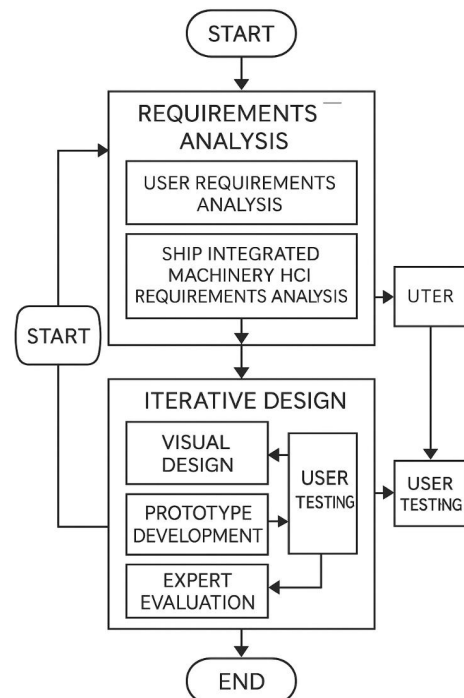 START
REQUIREMENTS
ANALYSIS
USER REQUIREMENTS
ANALYSIS
SHIP INTEGRATED
MACHINERY HCI
REQUIREMENTS ANALYSIS
UTER
START
ITERATIVE DESIGN
VISUAL
DESIGN
USER
TESTING
PROTOTYPE
DEVELOPMENT
EXPERT
EVALUATION
USER
TESTING
END